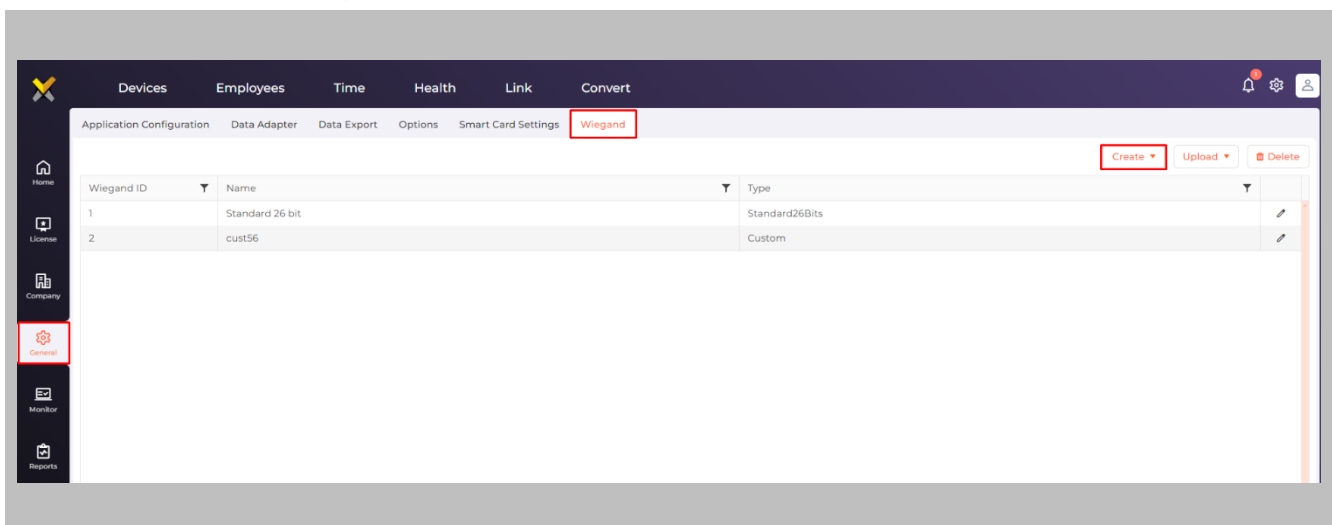 Devices Employees Time Health Link Convert 1
Application Configuration Data Adapter Data Export Options Smart Card Settings Wiegand
Create Upload Delete
Home
Wiegand ID Name Type
1 Standard 26 bit Standard26Bits
License
2 cust56 Custom
Company
General
Monitor
Reports